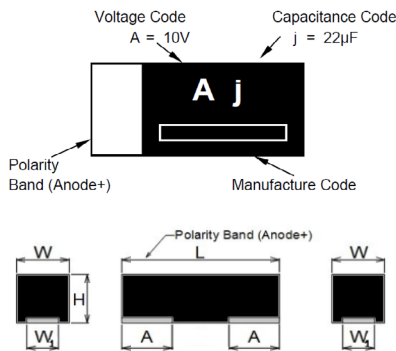 Voltage Code
A = 10V
Capacitance Code
j = 22µF
A j
Polarity
Band (Anode+)
Manufacture Code
Polarity Band (Anode+)
W
L
W
H
W1
A
A
W1